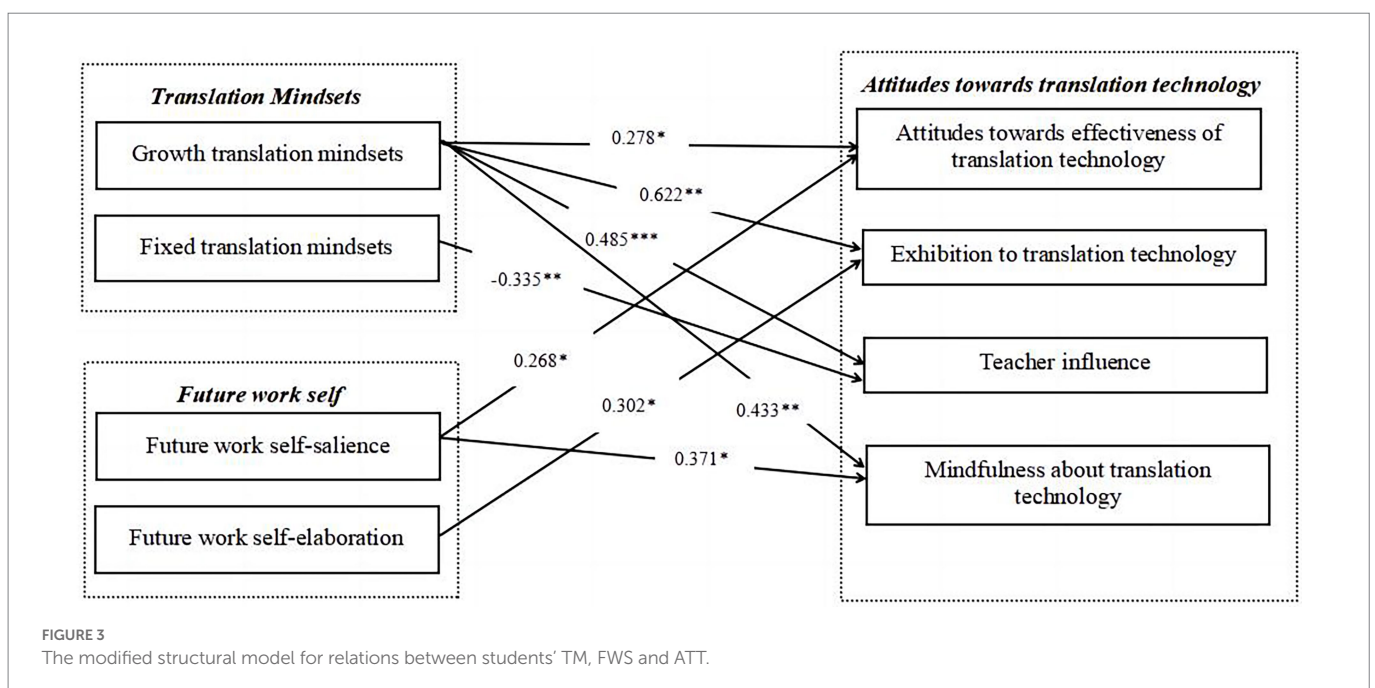 Translation Mindsets
Growth translation mindsets
Fixed translation mindsets
Future work self
Future work self-salience
Future work self-elaboration
0.278*
0.622**
0.485***
-0.335**
0.268*
0.302*
0.433**
0.371*
Attitudes towards translation technology
Attitudes towards effectiveness of
translation technology
Exhibition to translation technology
Teacher influence
Mindfulness about translation
technology
FIGURE 3
The modified structural model for relations between students’ TM, FWS and ATT.